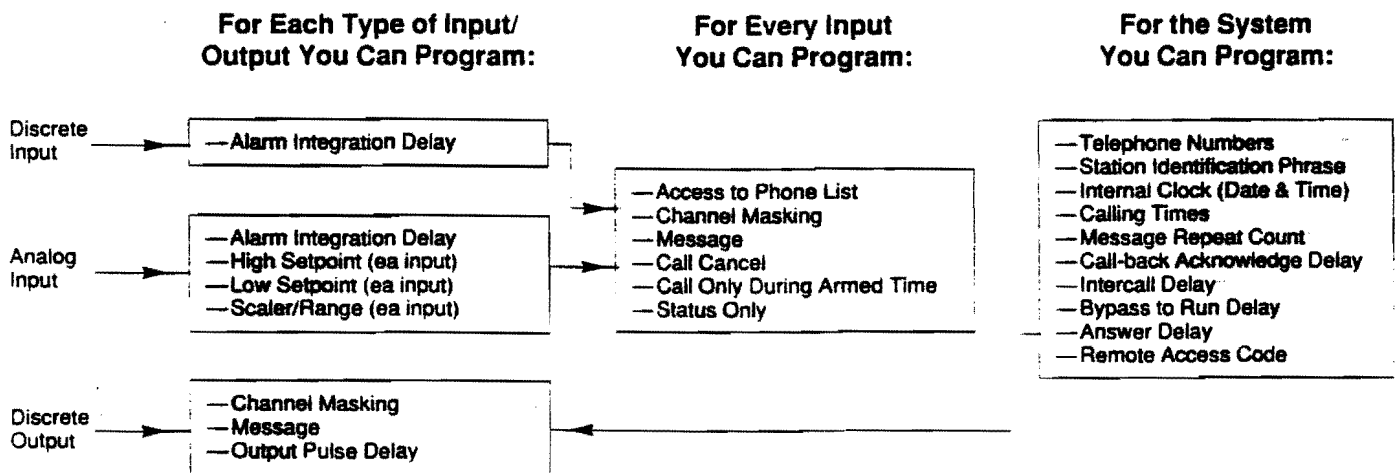 For Each Type of Input/
Output You Can Program:
For Every Input
You Can Program:
For the System
You Can Program:
Discrete
Input
—Alarm Integration Delay
Analog
Input
—Alarm Integration Delay
—High Setpoint (ea input)
—Low Setpoint (ea input)
—Scaler/Range (ea input)
Discrete
Output
—Channel Masking
—Message
—Output Pulse Delay
—Access to Phone List
—Channel Masking
—Message
—Call Cancel
—Call Only During Armed Time
—Status Only
—Telephone Numbers
—Station Identification Phrase
—Internal Clock (Date & Time)
—Calling Times
—Message Repeat Count
—Call-back Acknowledge Delay
—Intercall Delay
—Bypass to Run Delay
—Answer Delay
—Remote Access Code